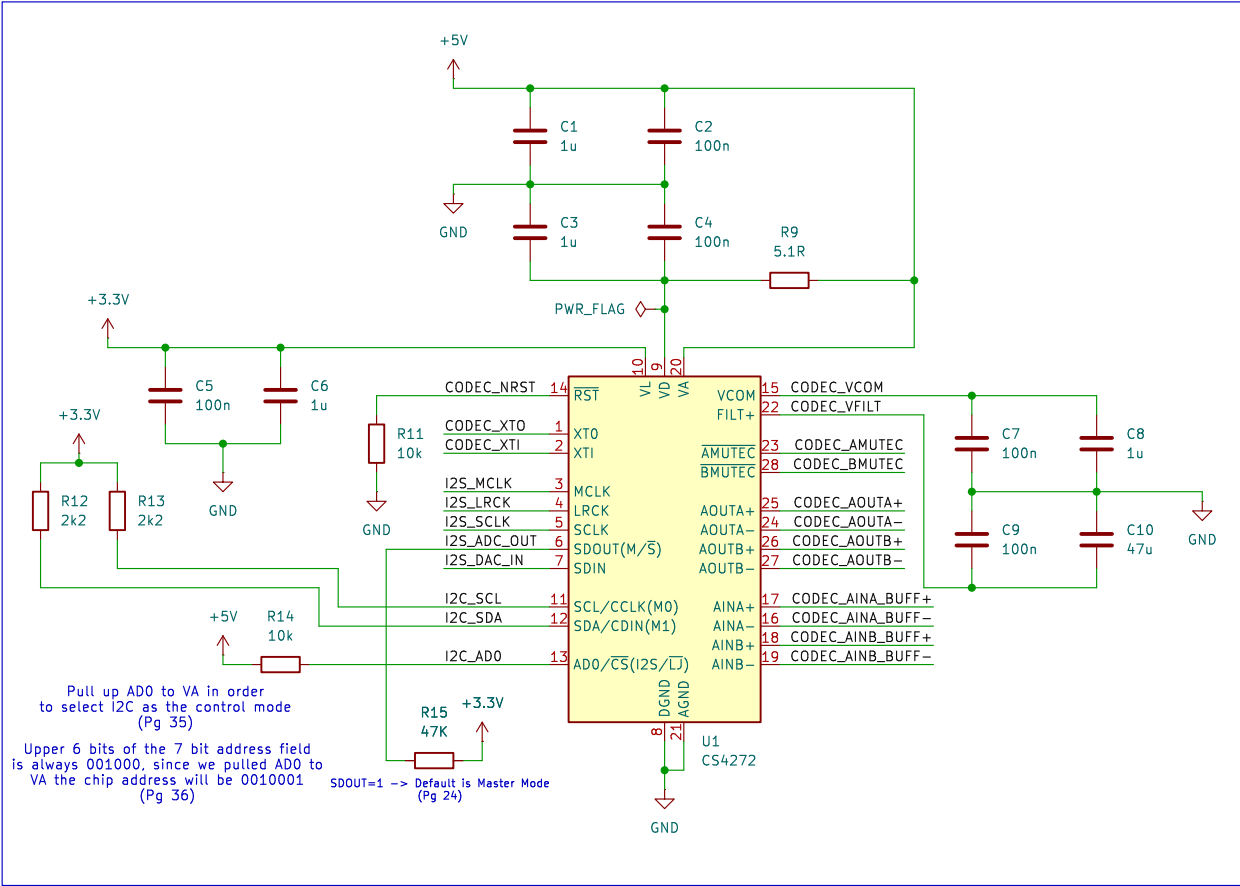 +5V
C1
1u
C2
100n
GND
C3
1u
C4
100n
R9
5.1R
PWR_FLAG
+3.3V
C5
100n
C6
1u
GND
+3.3V
R12
2k2
R13
2k2
R11
10k
GND
CODEC_NRST
CODEC_XTO
CODEC_XTI
I2S_MCLK
I2S_LRCK
I2S_SCLK
I2S_ADC_OUT
I2S_DAC_IN
I2C_SCL
I2C_SDA
I2C_AD0
14
1
2
3
4
5
6
7
11
12
13
10
9
20
VL
VD
VA
RST
XTO
XTI
MCLK
LRCK
SCLK
SDOUT(M/S)
SDIN
SCL/CCLK(M0)
SDA/CDIN(M1)
AD0/CS(I2S/LJ)
VCOM
FILT+
AMUTEC
BMUTEC
AOUTA+
AOUTA-
AOUTB+
AOUTB-
AINA+
AINA-
AINB+
AINB-
DGND
AGND
8
21
15
22
23
28
25
24
26
27
17
16
18
19
CODEC_VCOM
CODEC_VFILT
CODEC_AMUTEC
CODEC_BMUTEC
CODEC_AOUTA+
CODEC_AOUTA-
CODEC_AOUTB+
CODEC_AOUTB-
CODEC_AINA_BUFF+
CODEC_AINA_BUFF-
CODEC_AINB_BUFF+
CODEC_AINB_BUFF-
C7
100n
C8
1u
C9
100n
C10
47u
GND
+5V
R14
10k
Pull up AD0 to VA in order
to select I2C as the control mode
(Pg 35)
Upper 6 bits of the 7 bit address field
is always 001000, since we pulled AD0 to
VA the chip address will be 0010001
(Pg 36)
R15
47K
+3.3V
SDOUT=1 -> Default is Master Mode
(Pg 24)
U1
CS4272
GND